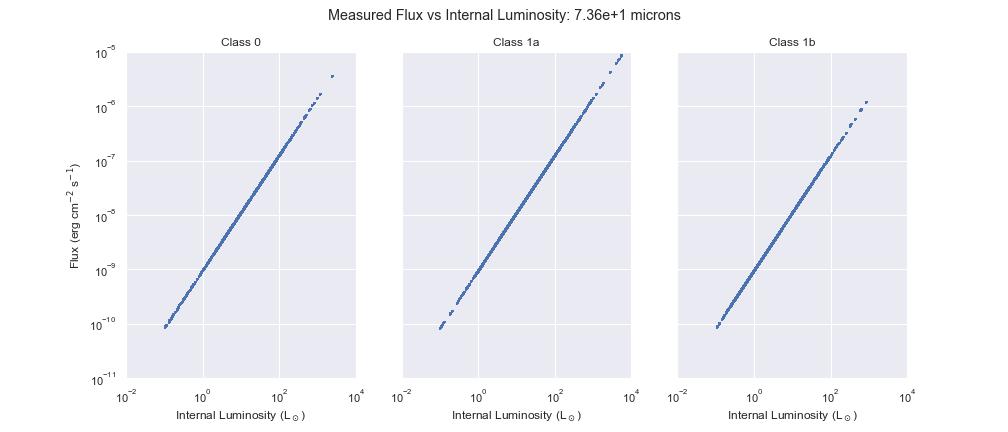 Measured Flux vs Internal Luminosity: 7.36e+1 microns
Class 0
Class 1a
Class 1b
Flux (erg cm⁻² s⁻¹)
10⁻⁵
10⁻⁶
10⁻⁷
10⁻⁸
10⁻⁹
10⁻¹⁰
10⁻¹¹
10⁻² 10⁰ 10² 10⁴ 10⁻² 10⁰ 10² 10⁴ 10⁻² 10⁰ 10² 10⁴
Internal Luminosity (L⊙) Internal Luminosity (L⊙) Internal Luminosity (L⊙)